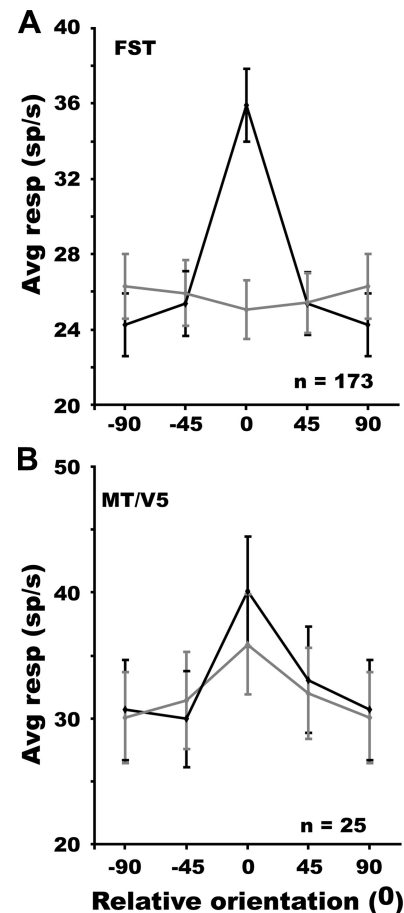 A
FST
Avg resp (sp/s)
40
36
32
28
24
20
n = 173
-90 -45 0 45 90
B
MT/V5
Avg resp (sp/s)
50
40
30
20
n = 25
-90 -45 0 45 90
Relative orientation (⁰)